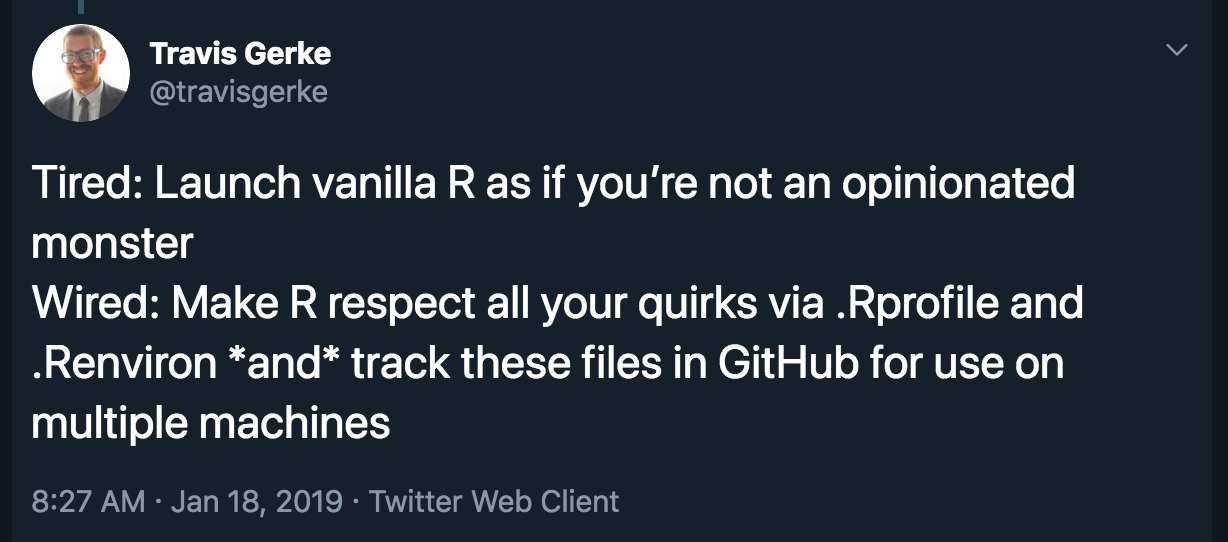 Travis Gerke
@travisgerke
Tired: Launch vanilla R as if you’re not an opinionated
monster
Wired: Make R respect all your quirks via .Rprofile and
.Renviron *and* track these files in GitHub for use on
multiple machines
8:27 AM · Jan 18, 2019 · Twitter Web Client